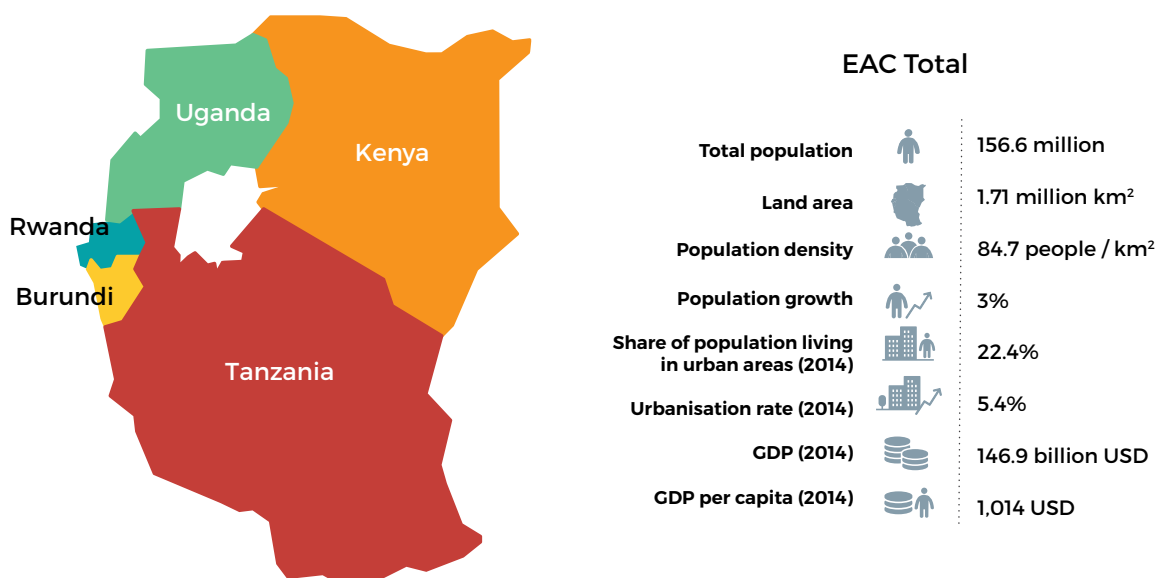 Uganda
Kenya
Rwanda
Burundi
Tanzania
EAC Total
Total population
156.6 million
Land area
1.71 million km²
Population density
84.7 people / km²
Population growth
3%
Share of population living
in urban areas (2014)
22.4%
Urbanisation rate (2014)
5.4%
GDP (2014)
146.9 billion USD
GDP per capita (2014)
1,014 USD